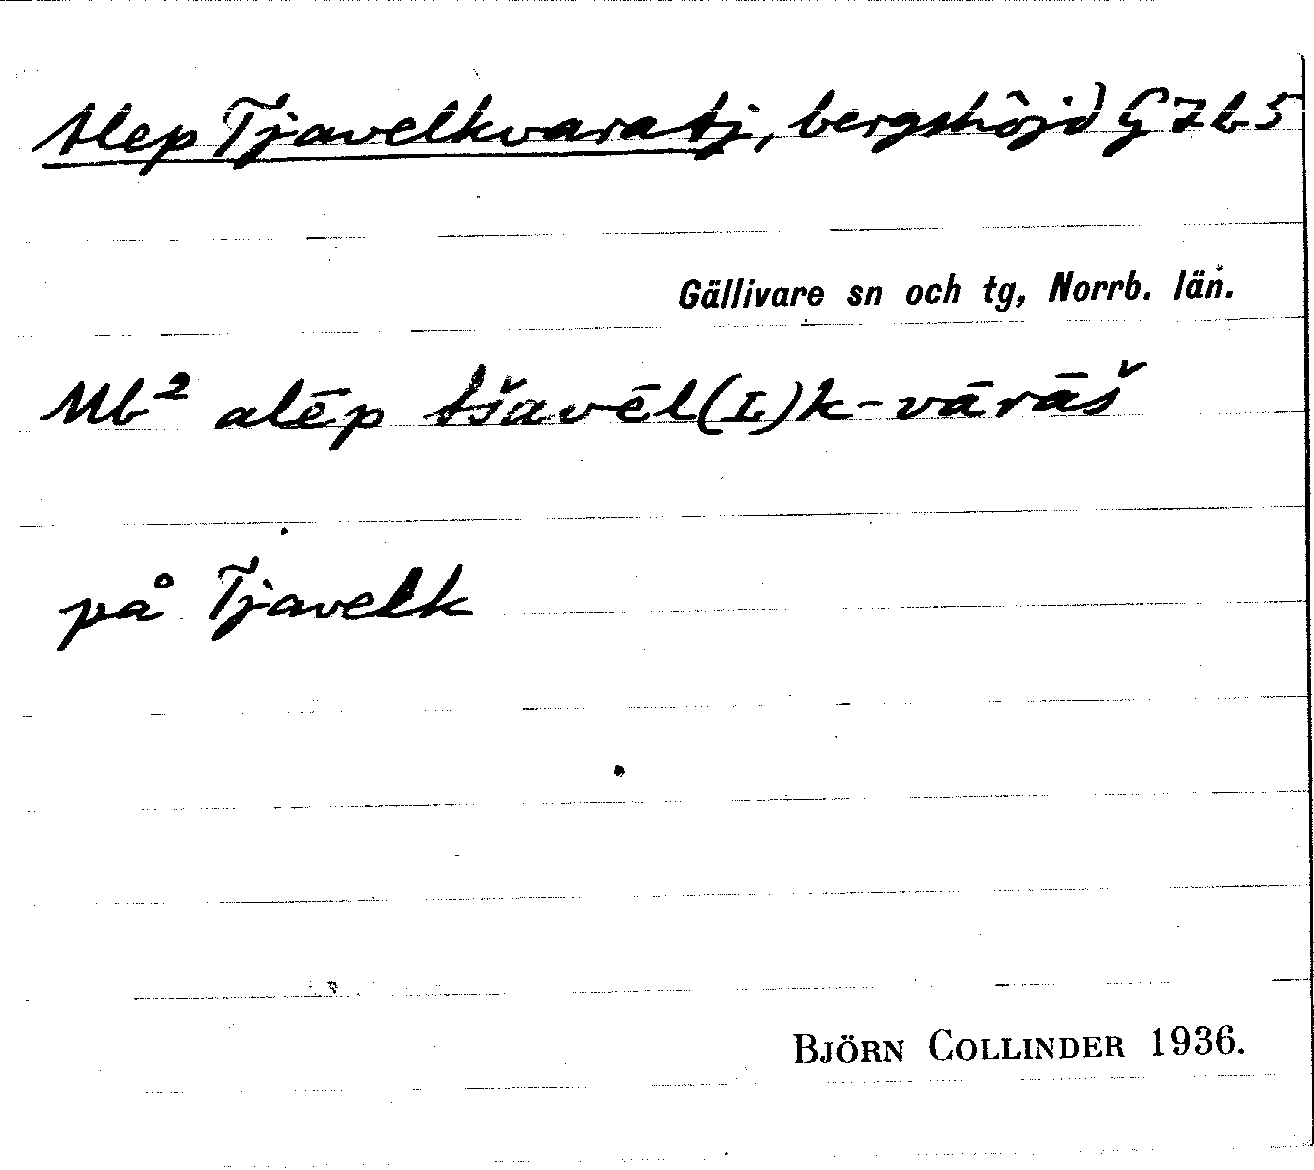 Alep Tjavelkvaratj, bergshöjd G 7 b 5
Gällivare sn och tg, Norrb. län.
Mb² alēp tšavēl(ʟ)k-vārāš
på Tjavelk
BJÖRN COLLINDER 1936.